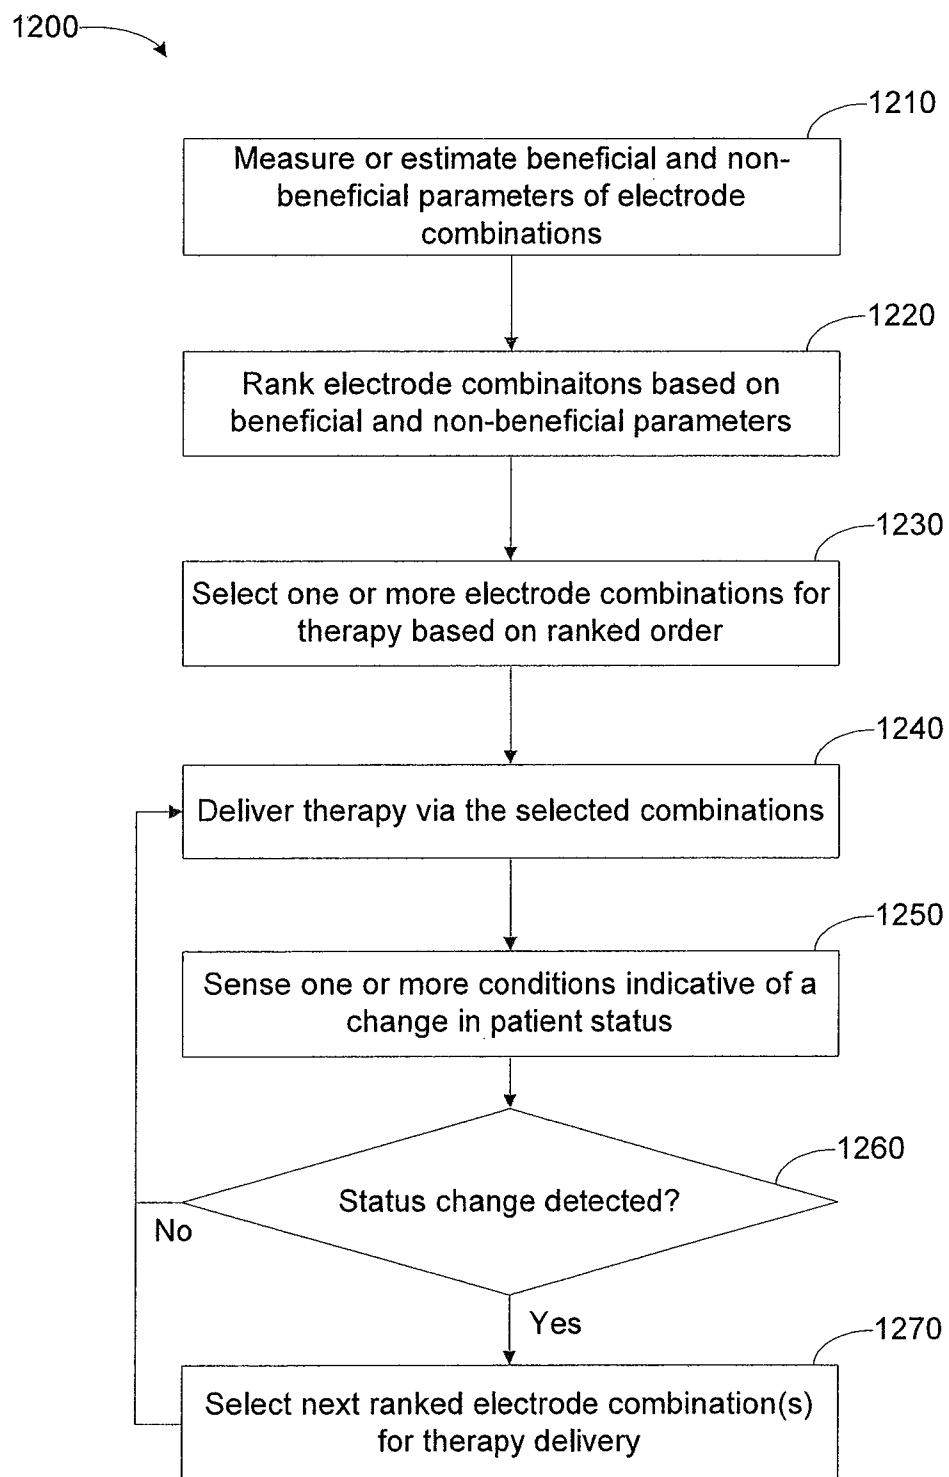 1200
1210
Measure or estimate beneficial and non-
beneficial parameters of electrode
combinations
1220
Rank electrode combinaitons based on
beneficial and non-beneficial parameters
1230
Select one or more electrode combinations for
therapy based on ranked order
1240
Deliver therapy via the selected combinations
1250
Sense one or more conditions indicative of a
change in patient status
1260
Status change detected?
No
Yes
1270
Select next ranked electrode combination(s)
for therapy delivery